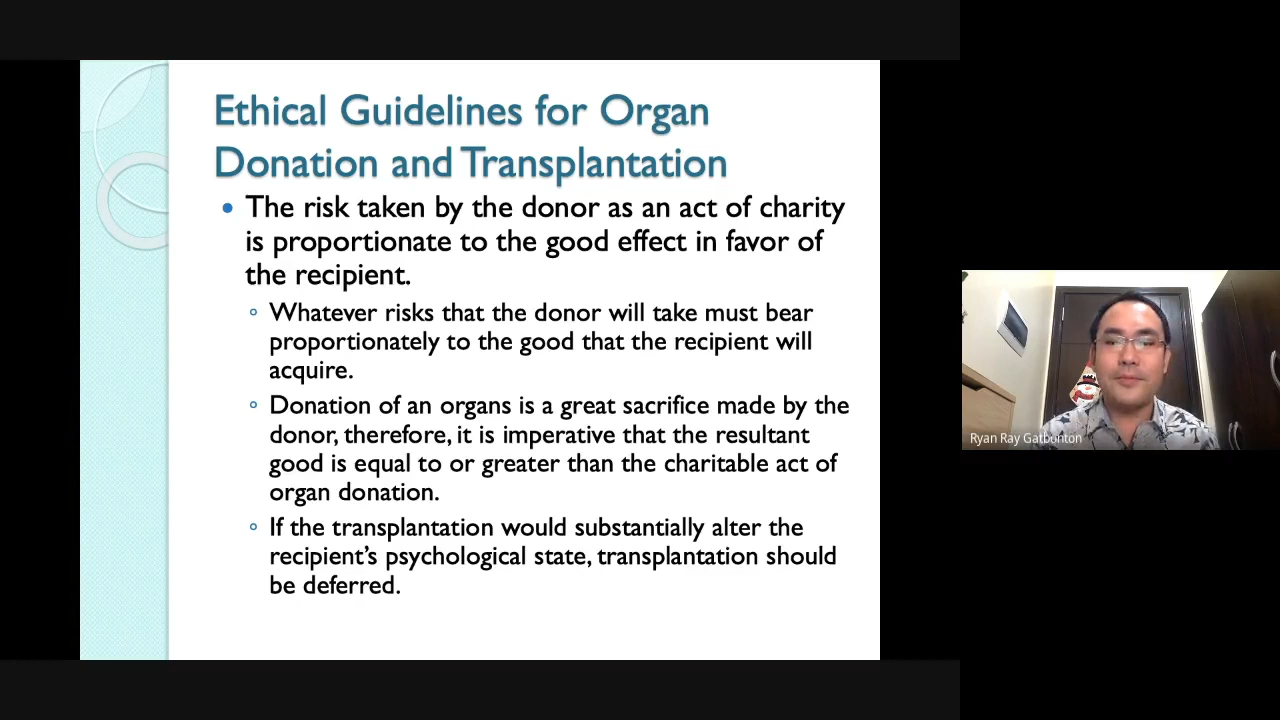 Ethical Guidelines for Organ
Donation and Transplantation
• The risk taken by the donor as an act of charity
is proportionate to the good effect in favor of
the recipient.
◦ Whatever risks that the donor will take must bear
proportionately to the good that the recipient will
acquire.
◦ Donation of an organs is a great sacrifice made by the
donor, therefore, it is imperative that the resultant
good is equal to or greater than the charitable act of
organ donation.
◦ If the transplantation would substantially alter the
recipient's psychological state, transplantation should
be deferred.
Ryan Ray Gatbonton